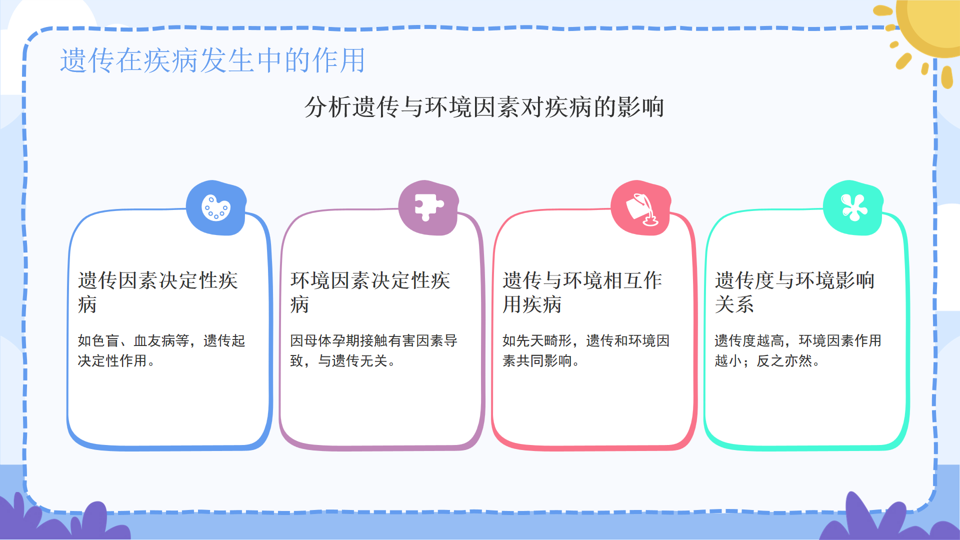 遗传在疾病发生中的作用
分析遗传与环境因素对疾病的影响
遗传因素决定性疾
病
如色盲、血友病等，遗传起
决定性作用。
环境因素决定性疾
病
因母体孕期接触有害因素导
致，与遗传无关。
遗传与环境相互作
用疾病
如先天畸形，遗传和环境因
素共同影响。
遗传度与环境影响
关系
遗传度越高，环境因素作用
越小；反之亦然。